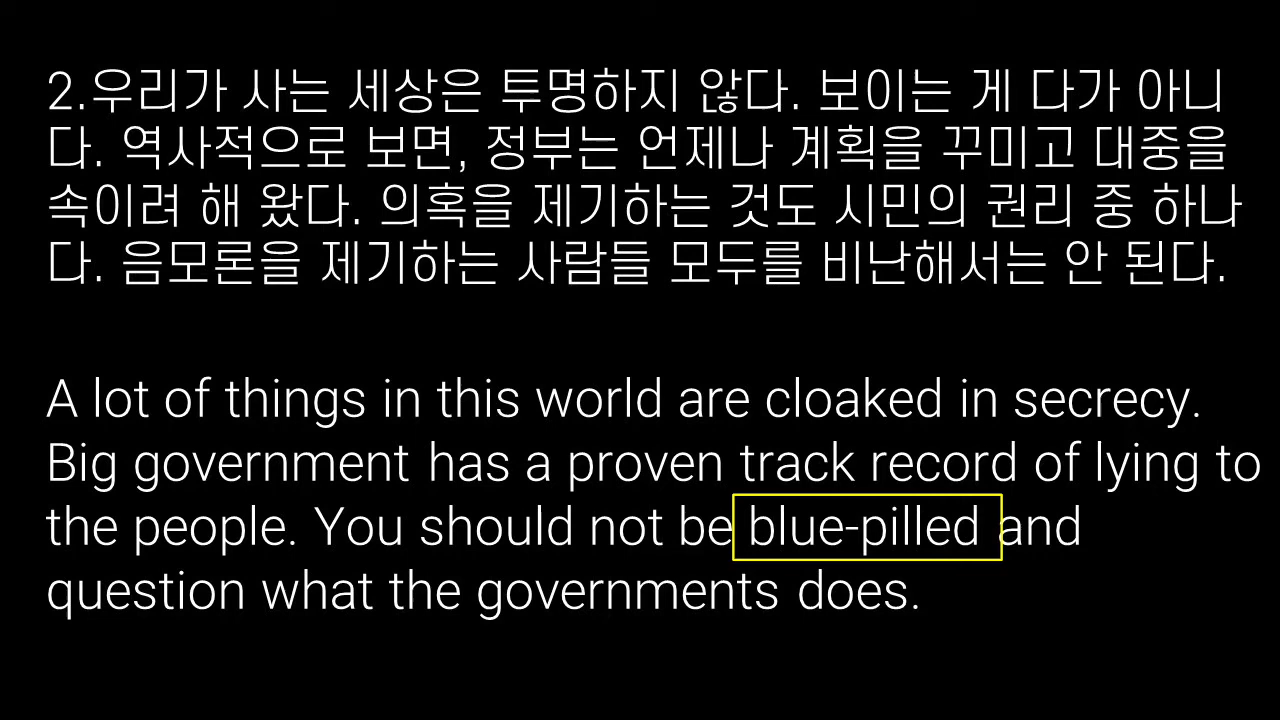 2.우리가 사는 세상은 투명하지 않다. 보이는 게 다가 아니
다. 역사적으로 보면, 정부는 언제나 계획을 꾸미고 대중을
속이려 해 왔다. 의혹을 제기하는 것도 시민의 권리 중 하나
다. 음모론을 제기하는 사람들 모두를 비난해서는 안 된다.
A lot of things in this world are cloaked in secrecy.
Big government has a proven track record of lying to
the people. You should not be blue-pilled and
question what the governments does.